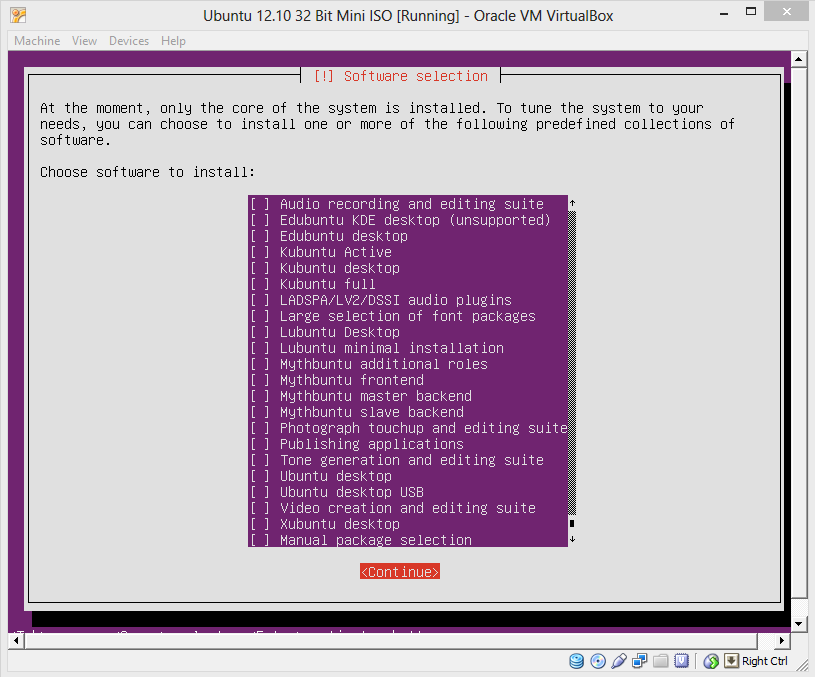 Ubuntu 12.10 32 Bit Mini ISO [Running] - Oracle VM VirtualBox
Machine View Devices Help
[!] Software selection
At the moment, only the core of the system is installed. To tune the system to your
needs, you can choose to install one or more of the following predefined collections of
software.
Choose software to install:
[ ] Audio recording and editing suite
[ ] Edubuntu KDE desktop (unsupported)
[ ] Edubuntu desktop
[ ] Kubuntu Active
[ ] Kubuntu desktop
[ ] Kubuntu full
[ ] LADSPA/LV2/DSSI audio plugins
[ ] Large selection of font packages
[ ] Lubuntu Desktop
[ ] Lubuntu minimal installation
[ ] Mythbuntu additional roles
[ ] Mythbuntu frontend
[ ] Mythbuntu master backend
[ ] Mythbuntu slave backend
[ ] Photograph touchup and editing suite
[ ] Publishing applications
[ ] Tone generation and editing suite
[ ] Ubuntu desktop
[ ] Ubuntu desktop USB
[ ] Video creation and editing suite
[ ] Xubuntu desktop
[ ] Manual package selection
<Continue>
Right Ctrl